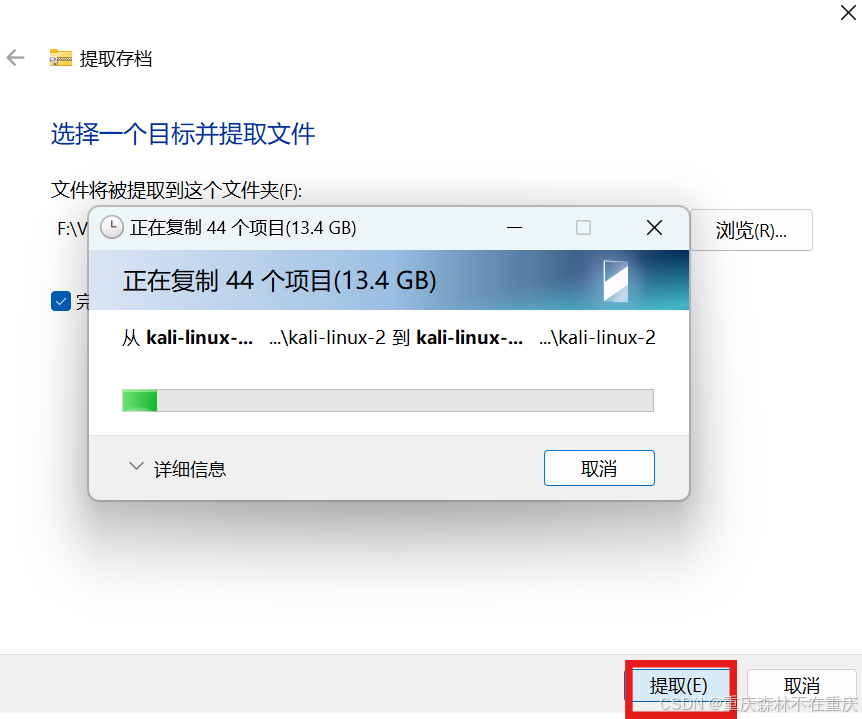 提取存档
选择一个目标并提取文件
文件将被提取到这个文件夹(F):
F:\V
浏览(R)...
正在复制 44 个项目(13.4 GB)
正在复制 44 个项目(13.4 GB)
从 kali-linux-... ...\kali-linux-2 到 kali-linux-... ...\kali-linux-2
完
详细信息
取消
提取(E)
取消
CSDN @重庆森林不在重庆